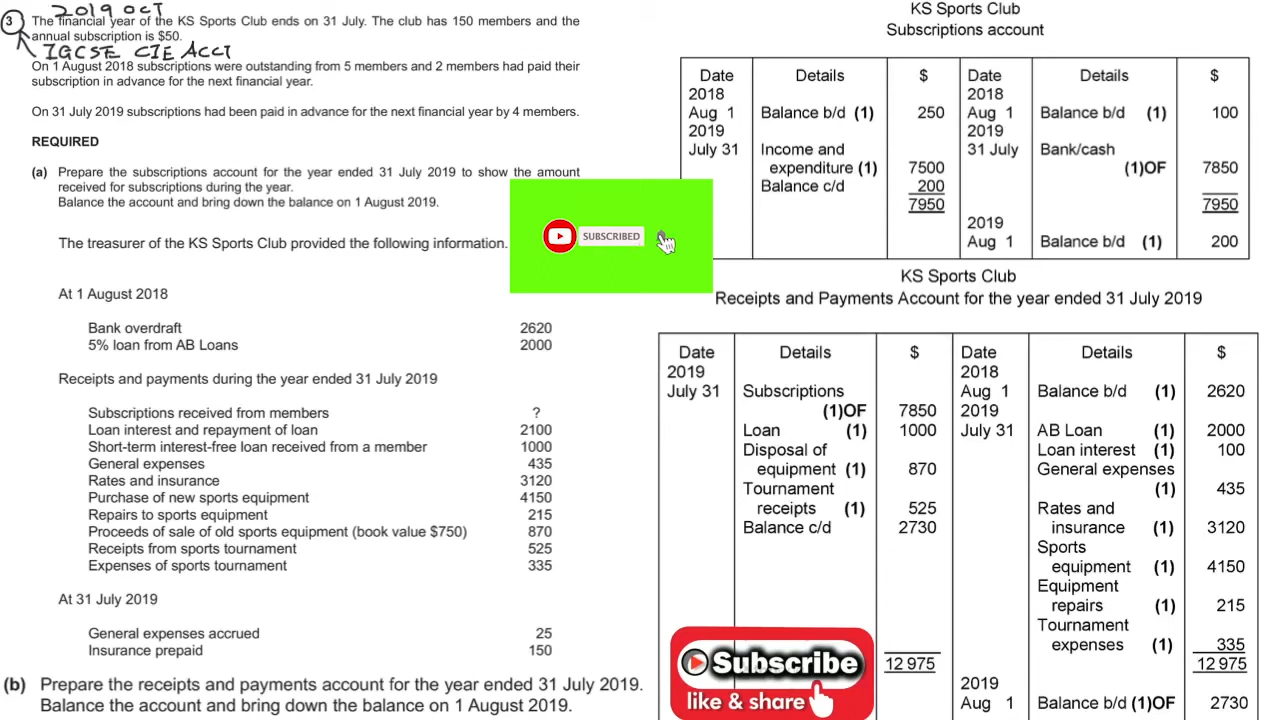 2019 OCT
3 The financial year of the KS Sports Club ends on 31 July. The club has 150 members and the
annual subscription is $50.
IGCSE CIE ACCT
On 1 August 2018 subscriptions were outstanding from 5 members and 2 members had paid their
subscription in advance for the next financial year.
On 31 July 2019 subscriptions had been paid in advance for the next financial year by 4 members.
REQUIRED
(a) Prepare the subscriptions account for the year ended 31 July 2019 to show the amount
received for subscriptions during the year.
Balance the account and bring down the balance on 1 August 2019.
The treasurer of the KS Sports Club provided the following information.
At 1 August 2018
Bank overdraft 2620
5% loan from AB Loans 2000
Receipts and payments during the year ended 31 July 2019
Subscriptions received from members ?
Loan interest and repayment of loan 2100
Short-term interest-free loan received from a member 1000
General expenses 435
Rates and insurance 3120
Purchase of new sports equipment 4150
Repairs to sports equipment 215
Proceeds of sale of old sports equipment (book value $750) 870
Receipts from sports tournament 525
Expenses of sports tournament 335
At 31 July 2019
General expenses accrued 25
Insurance prepaid 150
(b) Prepare the receipts and payments account for the year ended 31 July 2019.
Balance the account and bring down the balance on 1 August 2019.
SUBSCRIBED
KS Sports Club
Subscriptions account
Date Details $ Date Details $
2018 2018
Aug 1 Balance b/d (1) 250 Aug 1 Balance b/d (1) 100
2019 2019
July 31 Income and 31 July Bank/cash
expenditure (1) 7500 (1)OF 7850
Balance c/d 200
7950 7950
2019
Aug 1 Balance b/d (1) 200
KS Sports Club
Receipts and Payments Account for the year ended 31 July 2019
Date Details $ Date Details $
2019 2018
July 31 Subscriptions Aug 1 Balance b/d (1) 2620
(1)OF 7850 2019
Loan (1) 1000 July 31 AB Loan (1) 2000
Disposal of Loan interest (1) 100
equipment (1) 870 General expenses
Tournament (1) 435
receipts (1) 525 Rates and
Balance c/d 2730 insurance (1) 3120
Sports
equipment (1) 4150
Equipment
repairs (1) 215
Tournament
expenses (1) 335
12 975 12 975
2019
Aug 1 Balance b/d (1)OF 2730
Subscribe
like & share